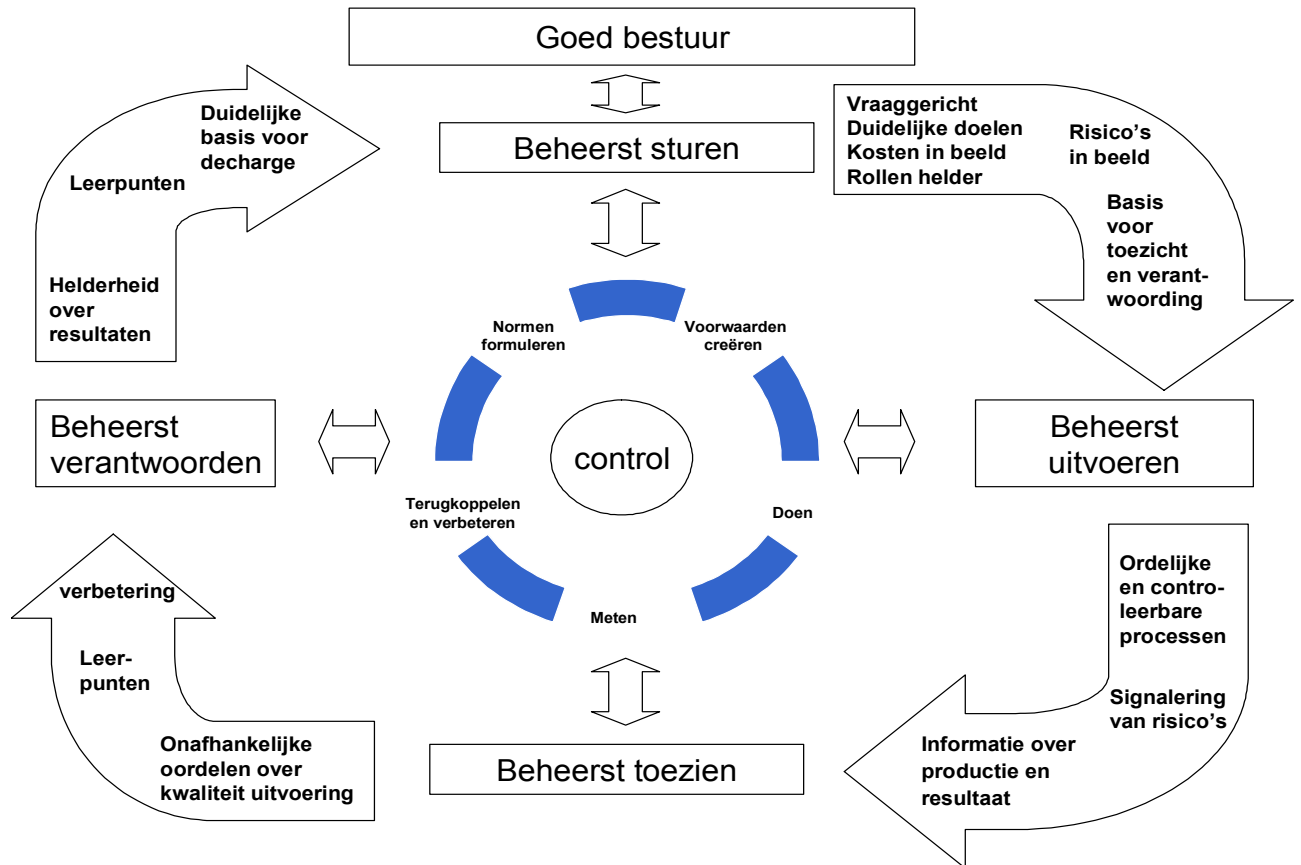 Goed bestuur
Duidelijke
basis voor
decharge
Leerpunten
Helderheid
over
resultaten
Beheerst sturen
Vraaggericht
Duidelijke doelen
Kosten in beeld
Rollen helder
Risico's
in beeld
Basis
voor
toezicht
en verant-
woording
Normen
formuleren
Voorwaarden
creëren
Beheerst
verantwoorden
control
Beheerst
uitvoeren
Terugkoppelen
en verbeteren
Doen
Meten
verbetering
Leer-
punten
Onafhankelijke
oordelen over
kwaliteit uitvoering
Beheerst toezien
Ordelijke
en contro-
leerbare
processen
Signalering
van risico's
Informatie over
productie en
resultaat